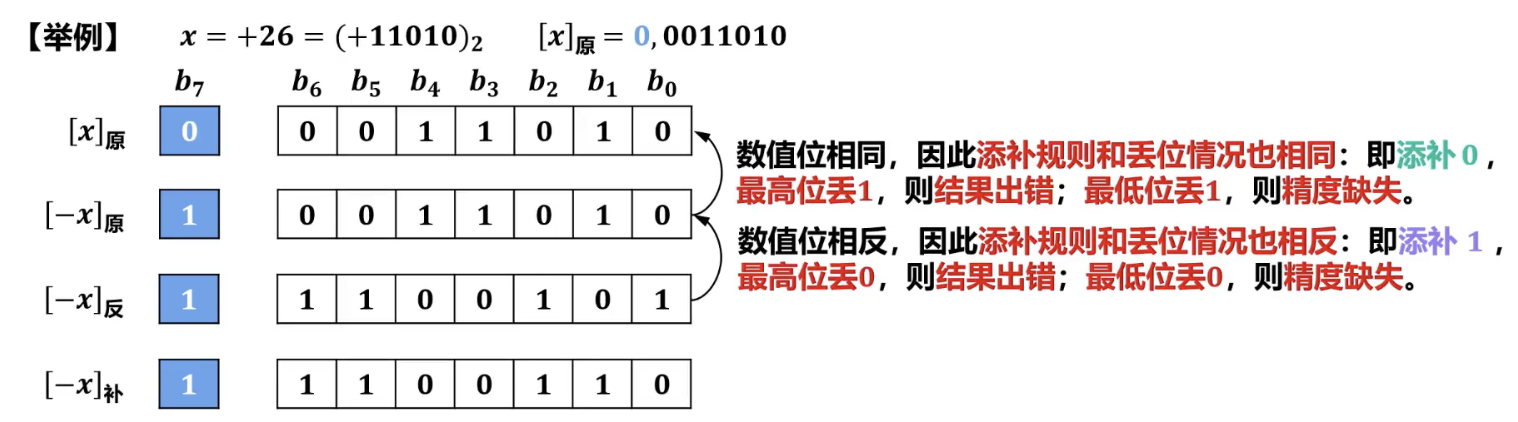 【举例】 x = +26 = (+11010)₂ [x]原 = 0, 0011010
b₇ b₆ b₅ b₄ b₃ b₂ b₁ b₀
[x]原 0 0 0 1 1 0 1 0
数值位相同，因此添补规则和丢位情况也相同：即添补 0，
最高位丢1，则结果出错；最低位丢1，则精度缺失。
[−x]原 1 0 0 1 1 0 1 0
数值位相反，因此添补规则和丢位情况也相反：即添补 1，
最高位丢0，则结果出错；最低位丢0，则精度缺失。
[−x]反 1 1 1 0 0 1 0 1
[−x]补 1 1 1 0 0 1 1 0